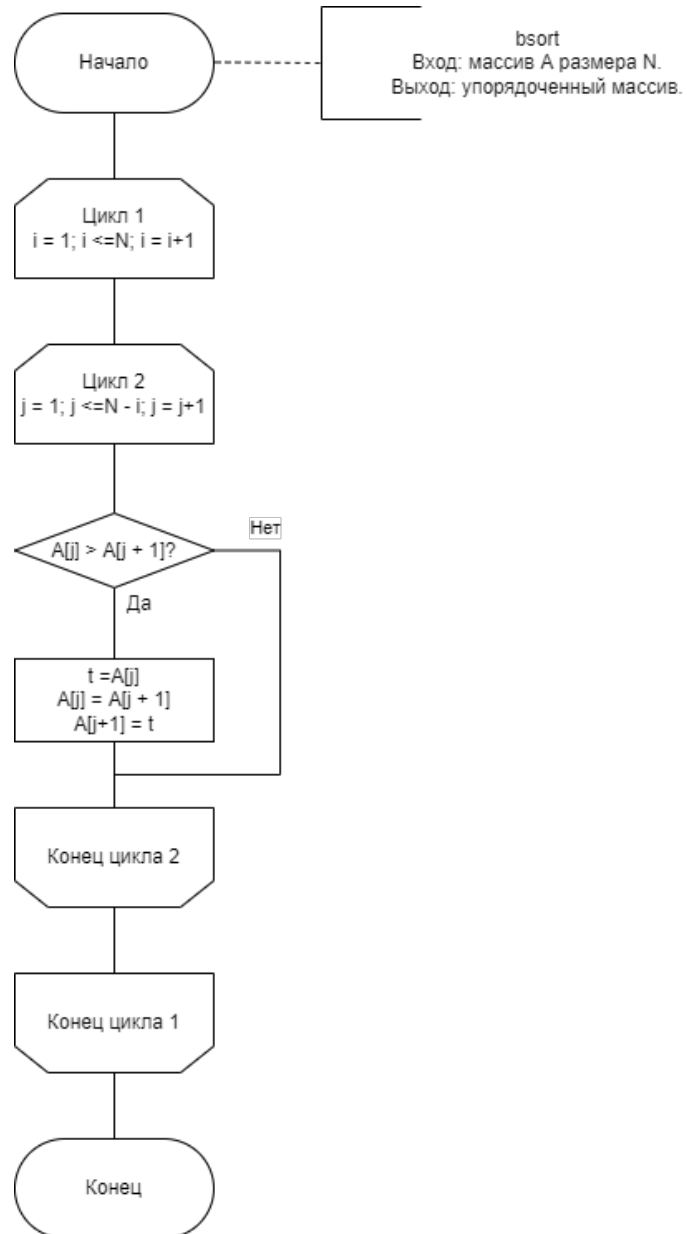 Начало
bsort
Вход: массив А размера N.
Выход: упорядоченный массив.
Цикл 1
i = 1; i <=N; i = i+1
Цикл 2
j = 1; j <=N - i; j = j+1
A[j] > A[j + 1]?
Нет
Да
t =A[j]
A[j] = A[j + 1]
A[j+1] = t
Конец цикла 2
Конец цикла 1
Конец